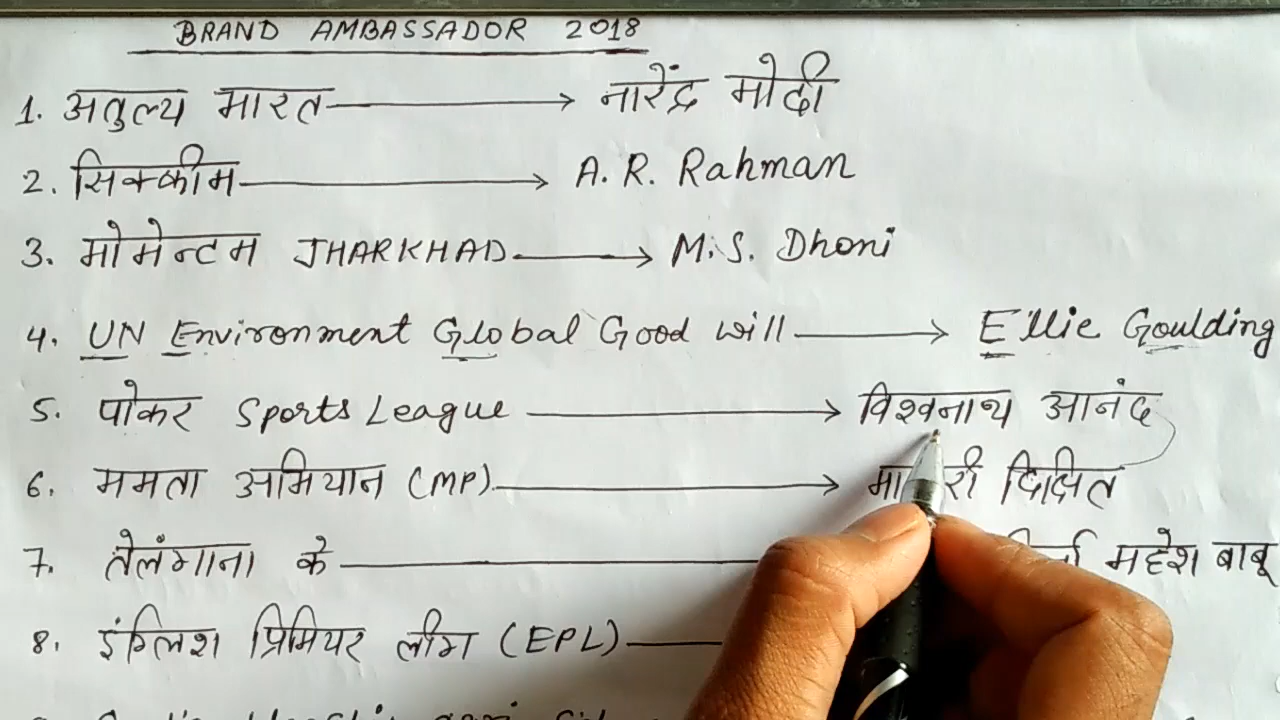 BRAND AMBASSADOR 2018
1. अतुल्य भारत → नारेंद्र मोदी
2. सिक्कीम → A. R. Rahman
3. मोमेन्टम JHARKHAD → M.S. Dhoni
4. UN Environment Global Good will → Ellie Goulding
5. पोकर Sports League → विश्वनाथ आनंद
6. ममता अभियान (MP) → दिक्षित
7. तेलंगाना के महेश बाबू
8. इंग्लिश प्रिमियर लीग (EPL)